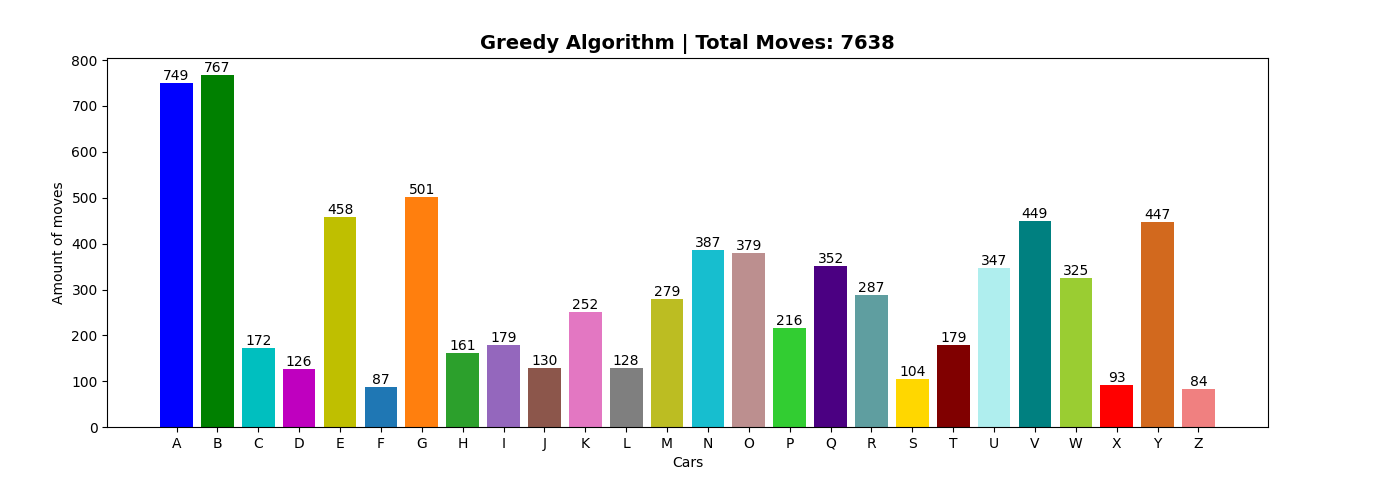 Greedy Algorithm | Total Moves: 7638
Amount of moves
800
700
600
500
400
300
200
100
0
749 767 172 126 458 87 501 161 179 130 252 128 279 387 379 216 352 287 104 179 347 449 325 93 447 84
A B C D E F G H I J K L M N O P Q R S T U V W X Y Z
Cars